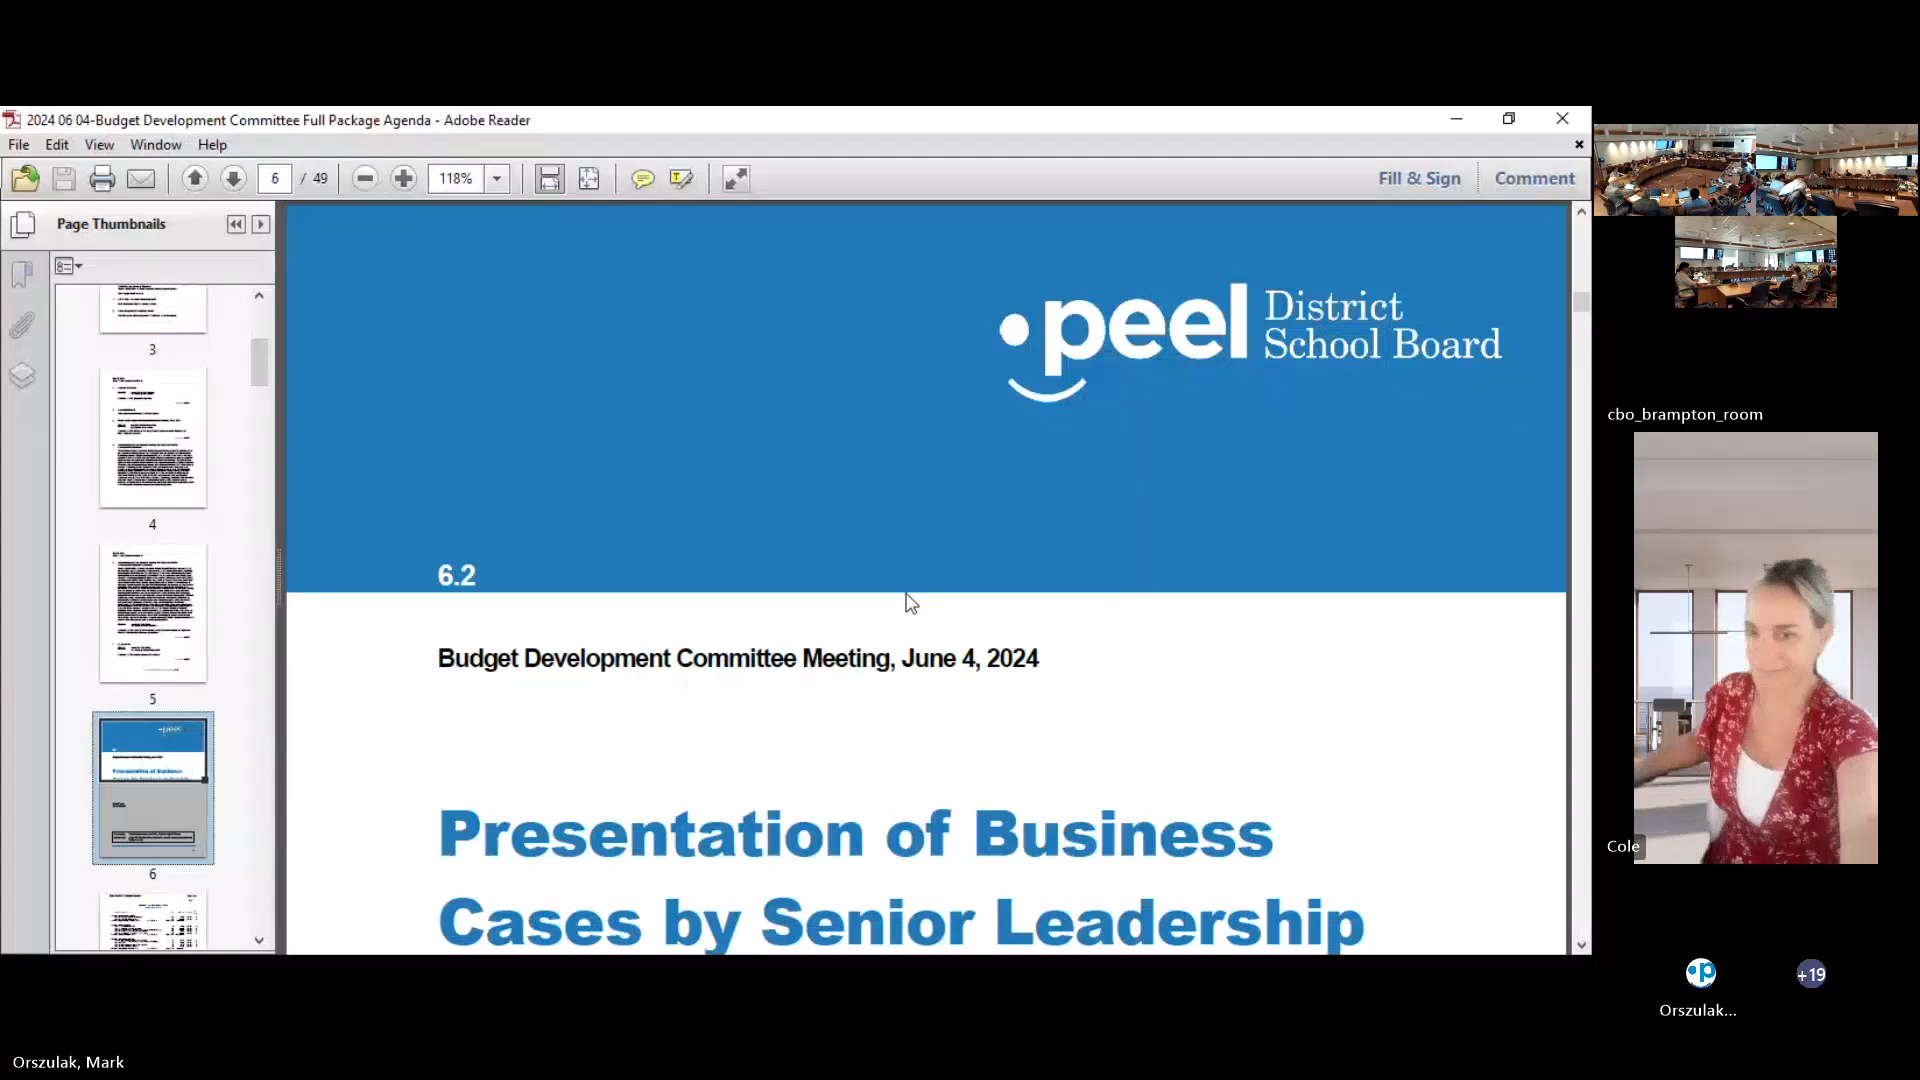 2024 06 04-Budget Development Committee Full Package Agenda - Adobe Reader
File Edit View Window Help
6 / 49 118% Fill & Sign Comment
Page Thumbnails
3
4
5
6
peel District
School Board
6.2
Budget Development Committee Meeting, June 4, 2024
Presentation of Business
Cases by Senior Leadership
cbo_brampton_room
Cole
+19
Orszulak...
Orszulak, Mark